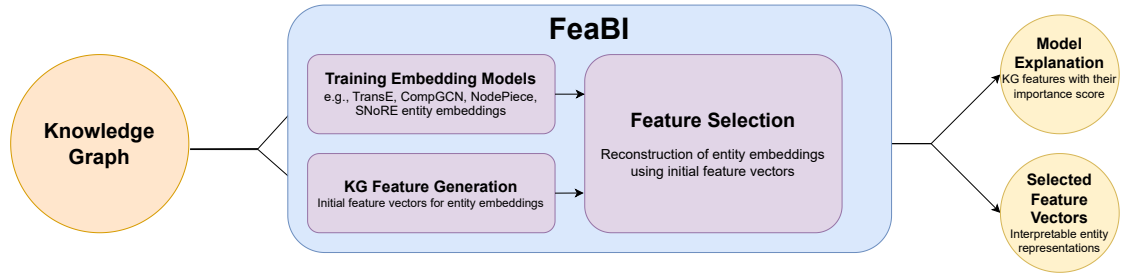 FeaBI
Knowledge
Graph
Training Embedding Models
e.g., TransE, CompGCN, NodePiece,
SNoRE entity embeddings
KG Feature Generation
Initial feature vectors for entity embeddings
Feature Selection
Reconstruction of entity embeddings
using initial feature vectors
Model
Explanation
KG features with their
importance score
Selected
Feature
Vectors
Interpretable entity
representations